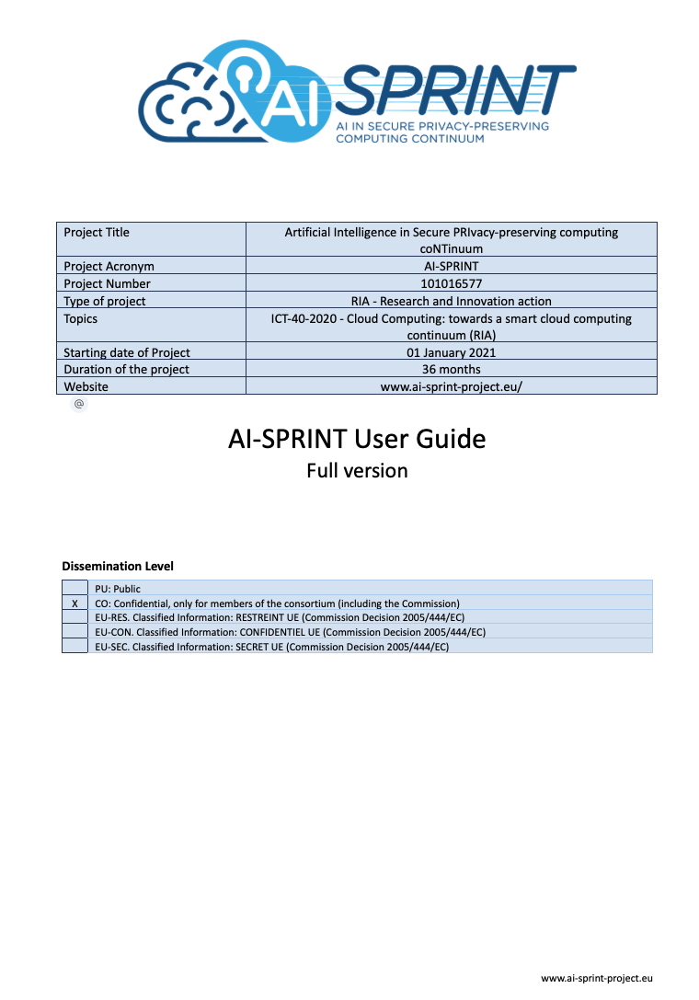 AI SPRINT
AI IN SECURE PRIVACY-PRESERVING
COMPUTING CONTINUUM
Project Title
Artificial Intelligence in Secure PRIvacy-preserving computing
coNTinuum
Project Acronym
AI-SPRINT
Project Number
101016577
Type of project
RIA - Research and Innovation action
Topics
ICT-40-2020 - Cloud Computing: towards a smart cloud computing
continuum (RIA)
Starting date of Project
01 January 2021
Duration of the project
36 months
Website
www.ai-sprint-project.eu/
@
AI-SPRINT User Guide
Full version
Dissemination Level
PU: Public
X CO: Confidential, only for members of the consortium (including the Commission)
EU-RES. Classified Information: RESTREINT UE (Commission Decision 2005/444/EC)
EU-CON. Classified Information: CONFIDENTIEL UE (Commission Decision 2005/444/EC)
EU-SEC. Classified Information: SECRET UE (Commission Decision 2005/444/EC)
www.ai-sprint-project.eu